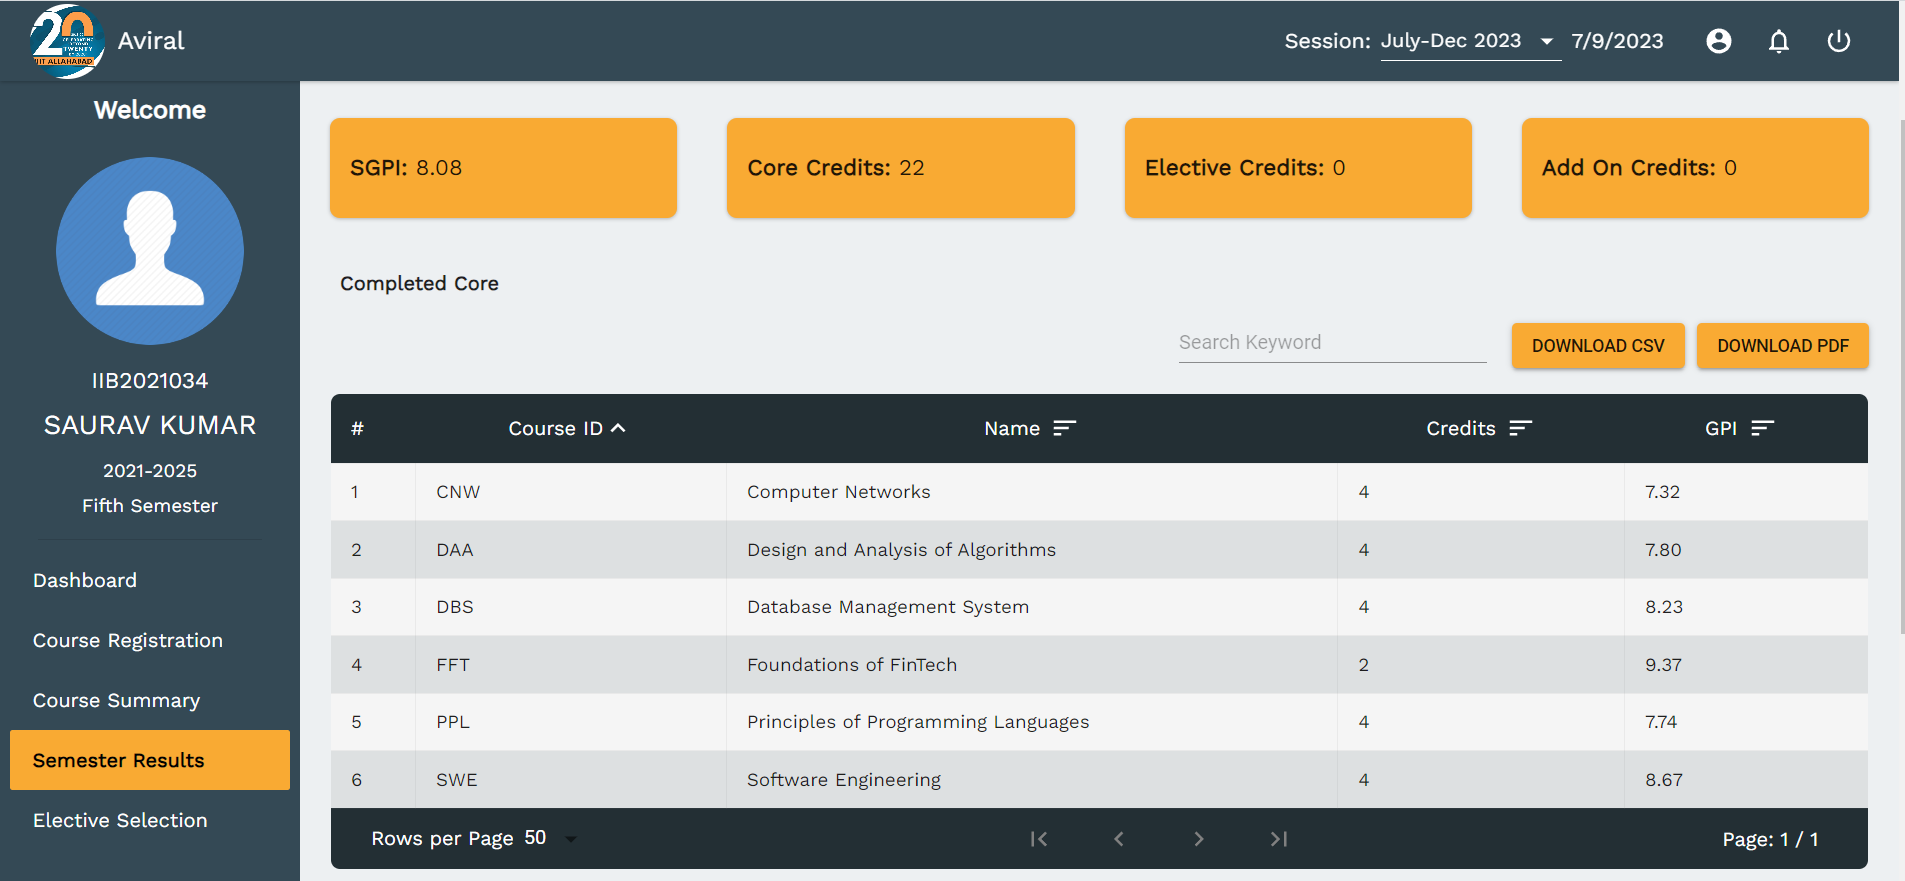 20
CELEBRATING
BEYOND
TWENTY
IIIT ALLAHABAD
Aviral
Session: July-Dec 2023 7/9/2023
Welcome
IIB2021034
SAURAV KUMAR
2021-2025
Fifth Semester
Dashboard
Course Registration
Course Summary
Semester Results
Elective Selection
SGPI: 8.08
Core Credits: 22
Elective Credits: 0
Add On Credits: 0
Completed Core
Search Keyword
DOWNLOAD CSV
DOWNLOAD PDF
# Course ID Name Credits GPI
1 CNW Computer Networks 4 7.32
2 DAA Design and Analysis of Algorithms 4 7.80
3 DBS Database Management System 4 8.23
4 FFT Foundations of FinTech 2 9.37
5 PPL Principles of Programming Languages 4 7.74
6 SWE Software Engineering 4 8.67
Rows per Page 50 Page: 1 / 1